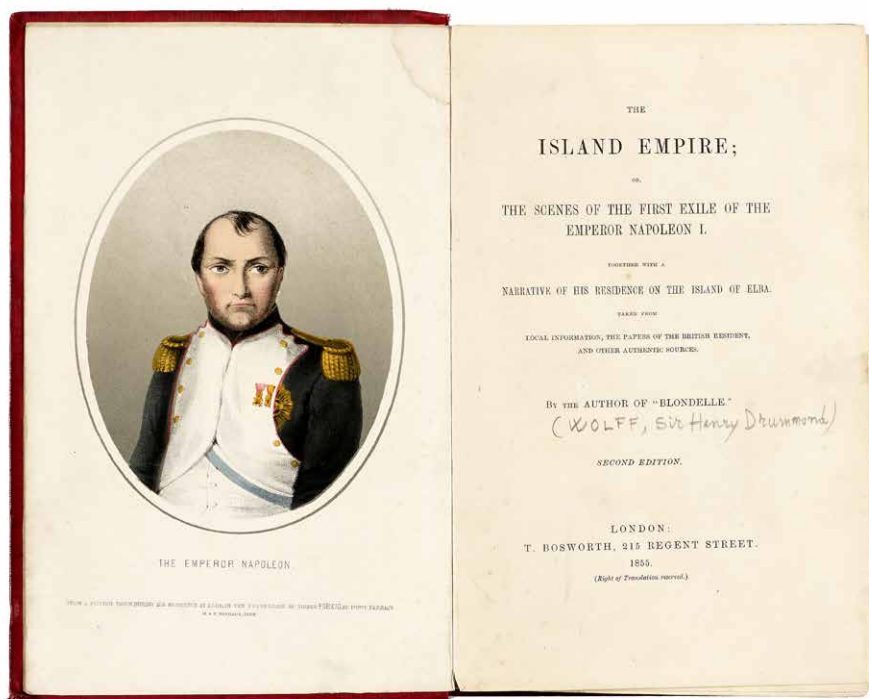 THE EMPEROR NAPOLEON.
THE
ISLAND EMPIRE;
OR,
THE SCENES OF THE FIRST EXILE OF THE
EMPEROR NAPOLEON I.
TOGETHER WITH A
NARRATIVE OF HIS RESIDENCE ON THE ISLAND OF ELBA.
TAKEN FROM
LOCAL INFORMATION, THE PAPERS OF THE BRITISH RESIDENT,
AND OTHER AUTHENTIC SOURCES.
BY THE AUTHOR OF "BLONDELLE."
(WOLFF, Sir Henry Drummond)
SECOND EDITION.
LONDON:
T. BOSWORTH, 215 REGENT STREET.
1855.
(Right of Translation reserved.)